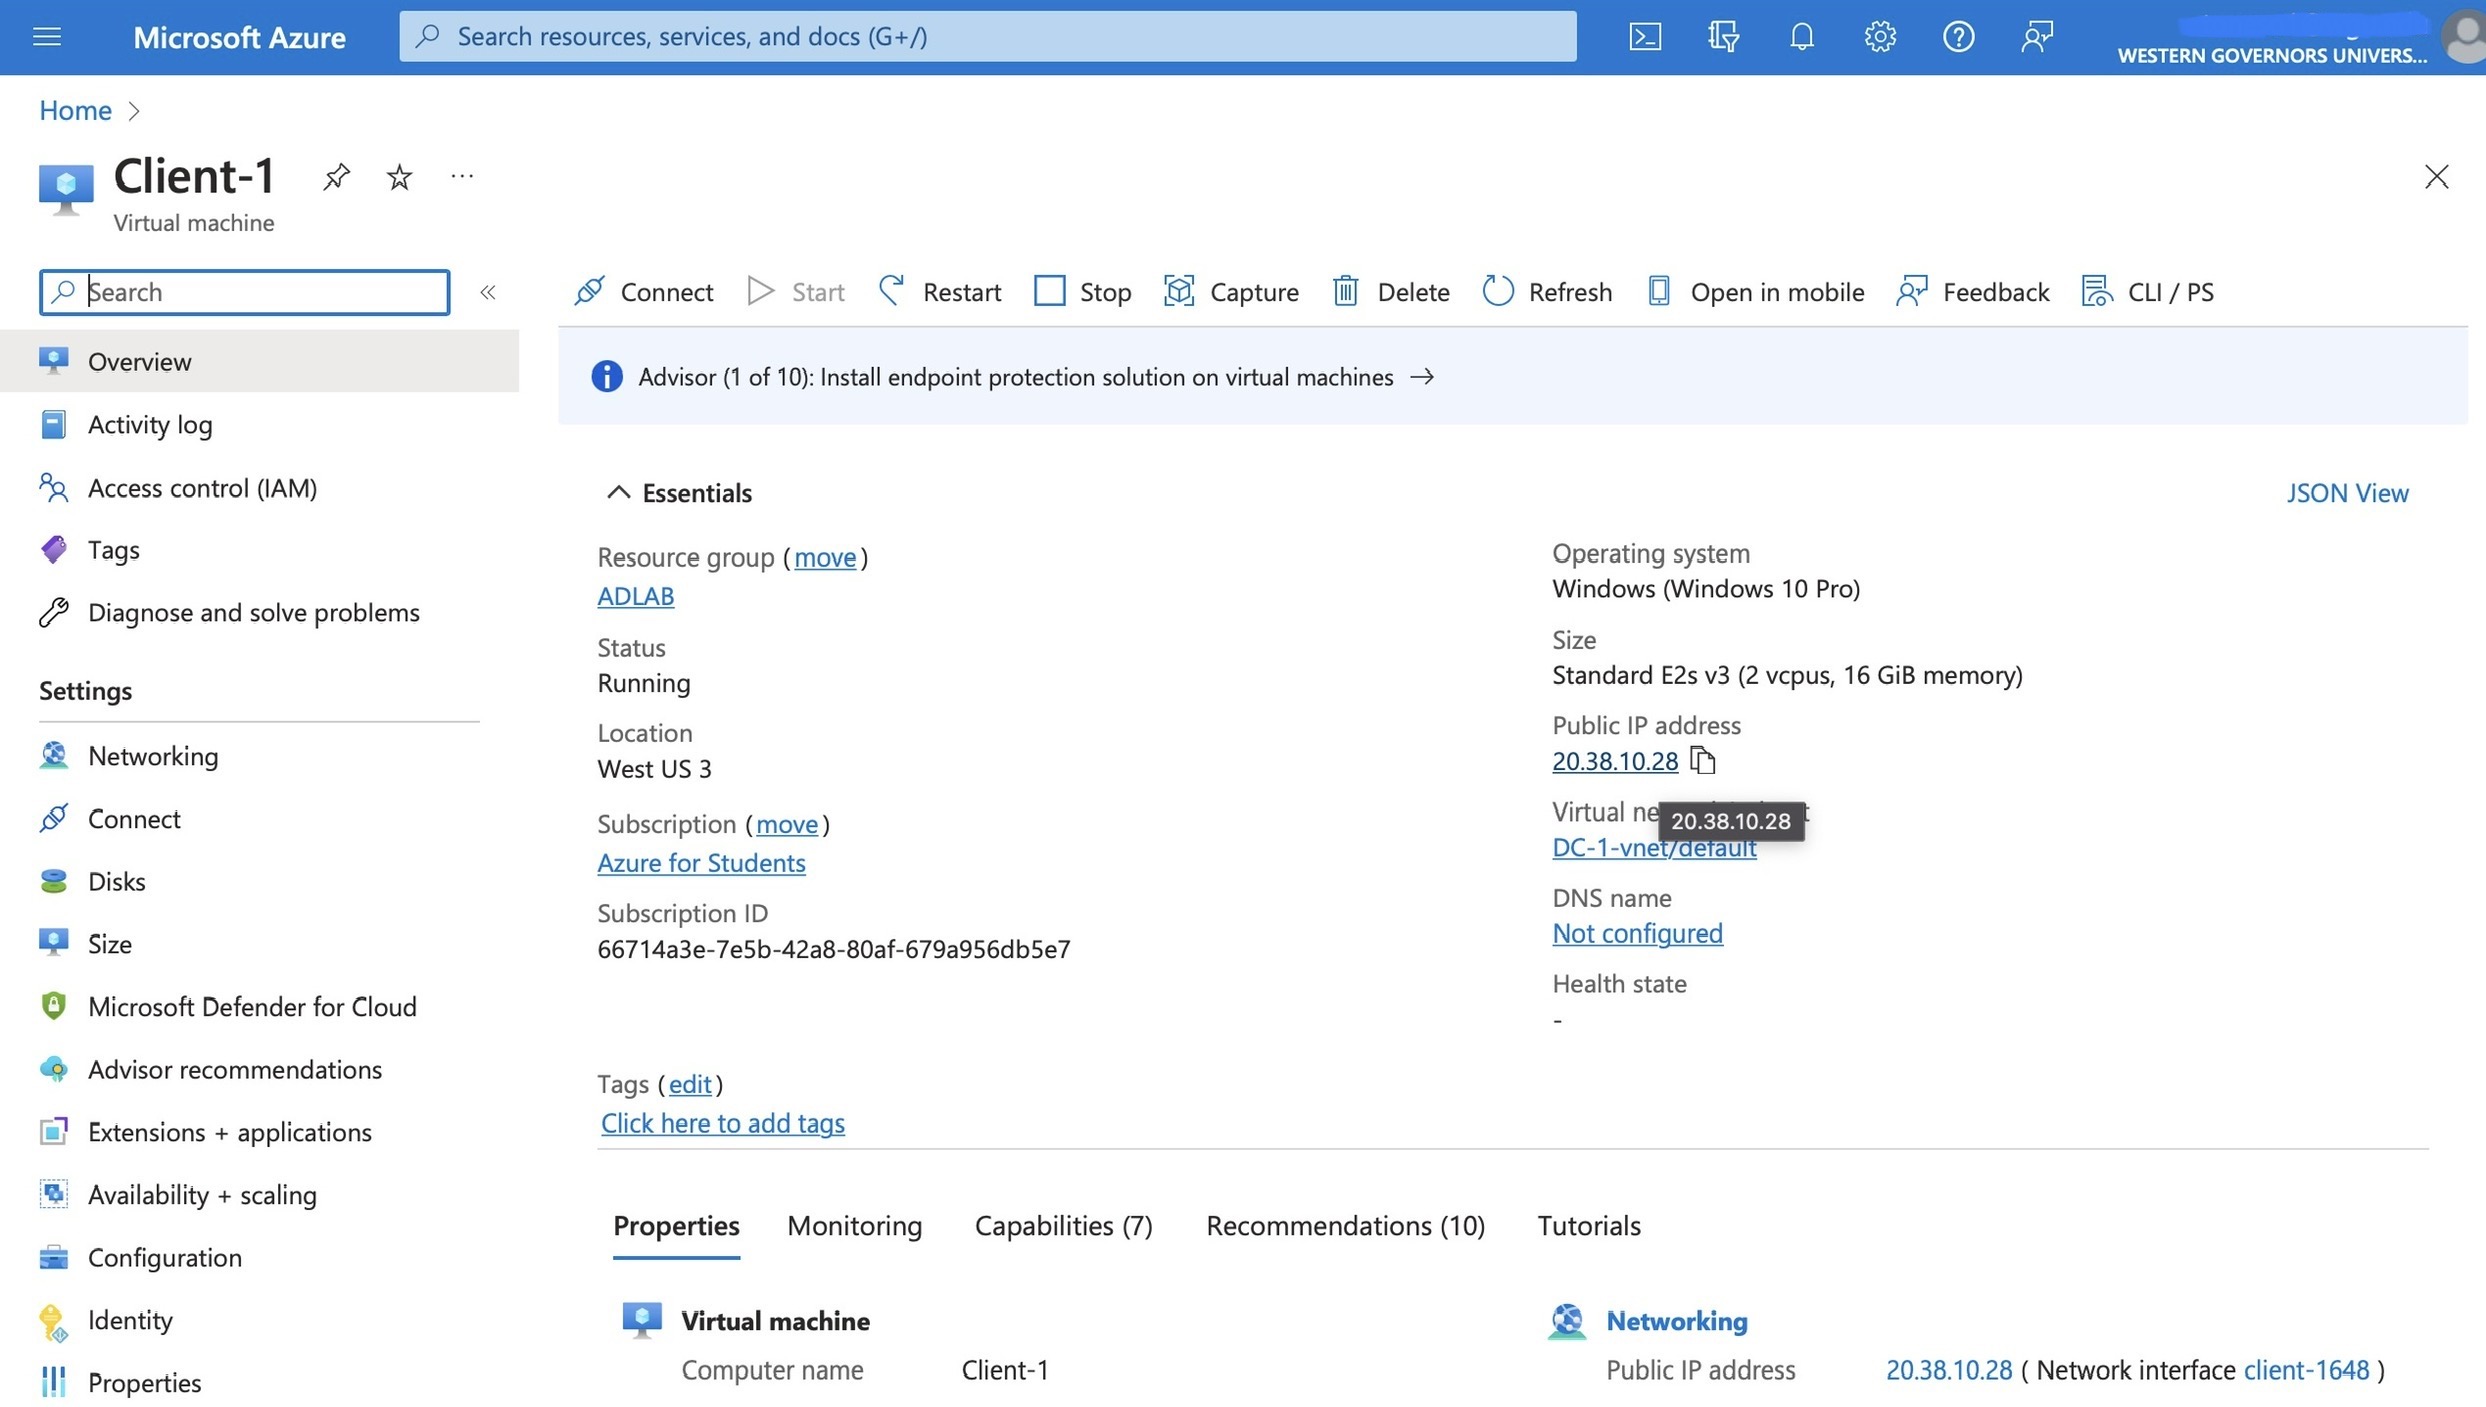 Microsoft Azure
Search resources, services, and docs (G+/)
WESTERN GOVERNORS UNIVERS...
Home
Client-1
Virtual machine
Search
Connect
Start
Restart
Stop
Capture
Delete
Refresh
Open in mobile
Feedback
CLI / PS
Overview
Activity log
Access control (IAM)
Tags
Diagnose and solve problems
Settings
Networking
Connect
Disks
Size
Microsoft Defender for Cloud
Advisor recommendations
Extensions + applications
Availability + scaling
Configuration
Identity
Properties
Advisor (1 of 10): Install endpoint protection solution on virtual machines →
Essentials
JSON View
Resource group (move)
ADLAB
Status
Running
Location
West US 3
Subscription (move)
Azure for Students
Subscription ID
66714a3e-7e5b-42a8-80af-679a956db5e7
Operating system
Windows (Windows 10 Pro)
Size
Standard E2s v3 (2 vcpus, 16 GiB memory)
Public IP address
20.38.10.28
Virtual
20.38.10.28
DC-1-vnet/default
DNS name
Not configured
Health state
-
Tags (edit)
Click here to add tags
Properties
Monitoring
Capabilities (7)
Recommendations (10)
Tutorials
Virtual machine
Computer name Client-1
Networking
Public IP address 20.38.10.28 ( Network interface client-1648 )